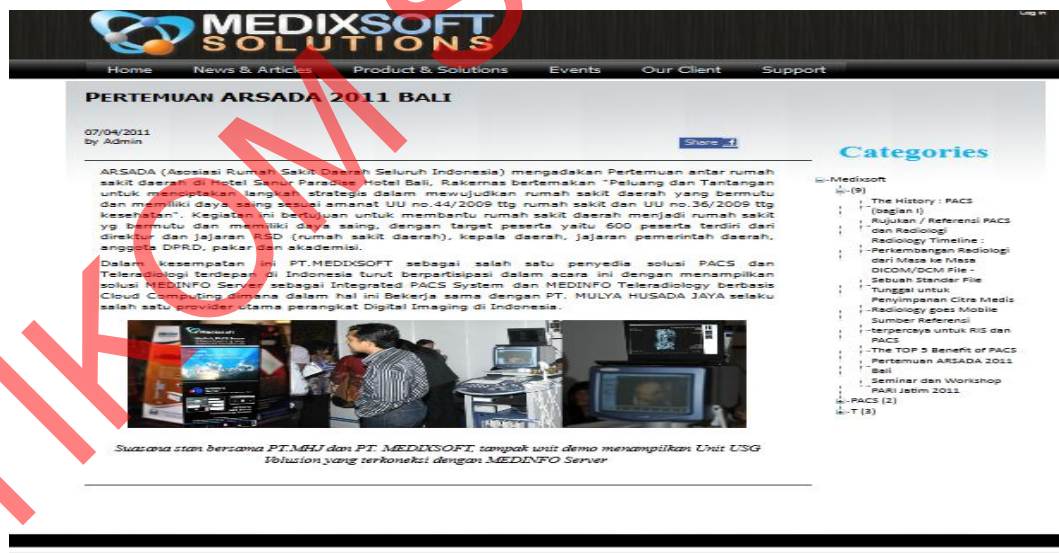 Log in
MEDIXSOFT
SOLUTIONS
Home News & Articles Product & Solutions Events Our Client Support
PERTEMUAN ARSADA 2011 BALI
07/04/2011
by Admin
Share f
ARSADA (Asosiasi Rumah Sakit Daerah Seluruh Indonesia) mengadakan Pertemuan antar rumah
sakit daerah di Hotel Sanur Paradise Hotel Bali, Rakernas bertemakan "Peluang dan Tantangan
untuk menciptakan langkah strategis dalam mewujudkan rumah sakit daerah yang bermutu
dan memiliki daya saing sesuai amanat UU no.44/2009 ttg rumah sakit dan UU no.36/2009 ttg
kesehatan". Kegiatan ini bertujuan untuk membantu rumah sakit daerah menjadi rumah sakit
yg bermutu dan memiliki daya saing, dengan target peserta yaitu 600 peserta terdiri dari
direktur dan jajaran RSD (rumah sakit daerah), kepala daerah, jajaran pemerintah daerah,
anggota DPRD, pakar dan akademisi.
Dalam kesempatan ini PT.MEDIXSOFT sebagai salah satu penyedia solusi PACS dan
Teleradiologi terdepan di Indonesia turut berpartisipasi dalam acara ini dengan menampilkan
solusi MEDINFO Server sebagai Integrated PACS System dan MEDINFO Teleradiology berbasis
Cloud Computing dimana dalam hal ini Bekerja sama dengan PT. MULYA HUSADA JAYA selaku
salah satu provider utama perangkat Digital Imaging di Indonesia.
Suasana stan bersama PT.MHJ dan PT. MEDIXSOFT, tampak unit demo menampilkan Unit USG
Volusion yang terkoneksi dengan MEDINFO Server
Categories
Medixsoft
(9)
The History : PACS
(bagian I)
Rujukan / Referensi PACS
dan Radiologi
Radiology Timeline :
Perkembangan Radiologi
dari Masa ke Masa
DICOM/DCM File -
Sebuah Standar File
Tunggal untuk
Penyimpanan Citra Medis
Radiology goes Mobile
Sumber Referensi
terpercaya untuk RIS dan
PACS
The TOP 5 Benefit of PACS
Pertemuan ARSADA 2011
Bali
Seminar dan Workshop
PARI Jatim 2011
PACS (2)
T (3)
IKOM S